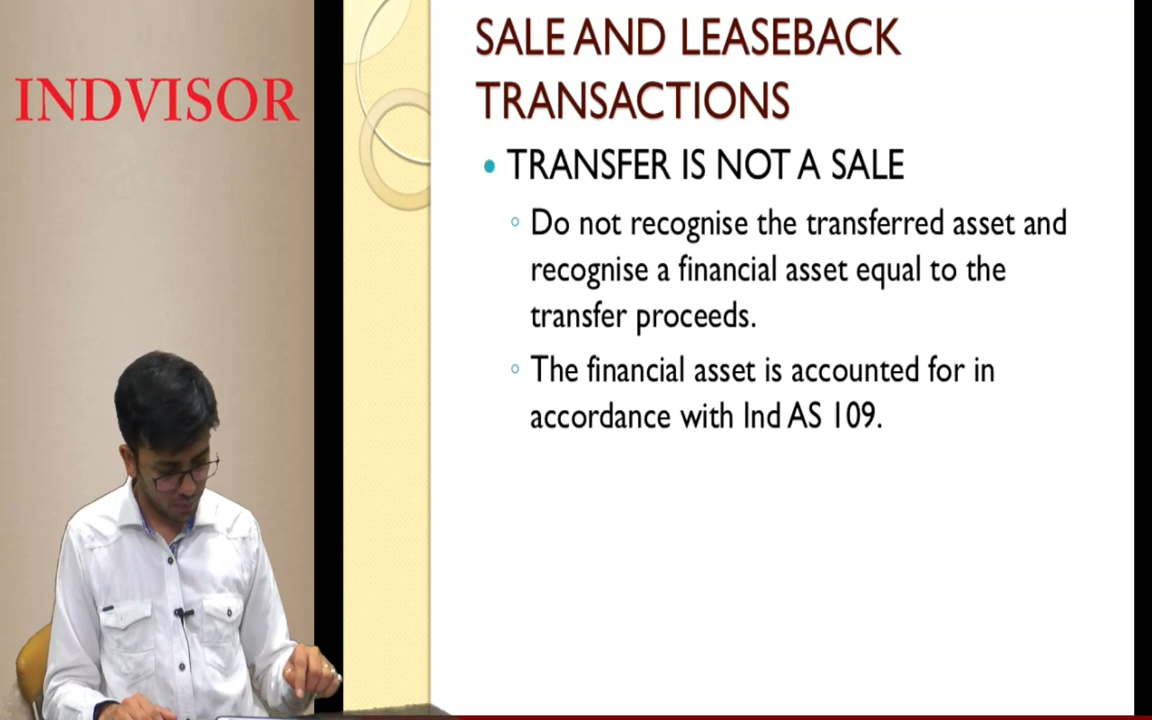 INDVISOR
SALE AND LEASEBACK
TRANSACTIONS
TRANSFER IS NOT A SALE
Do not recognise the transferred asset and
recognise a financial asset equal to the
transfer proceeds.
The financial asset is accounted for in
accordance with Ind AS 109.